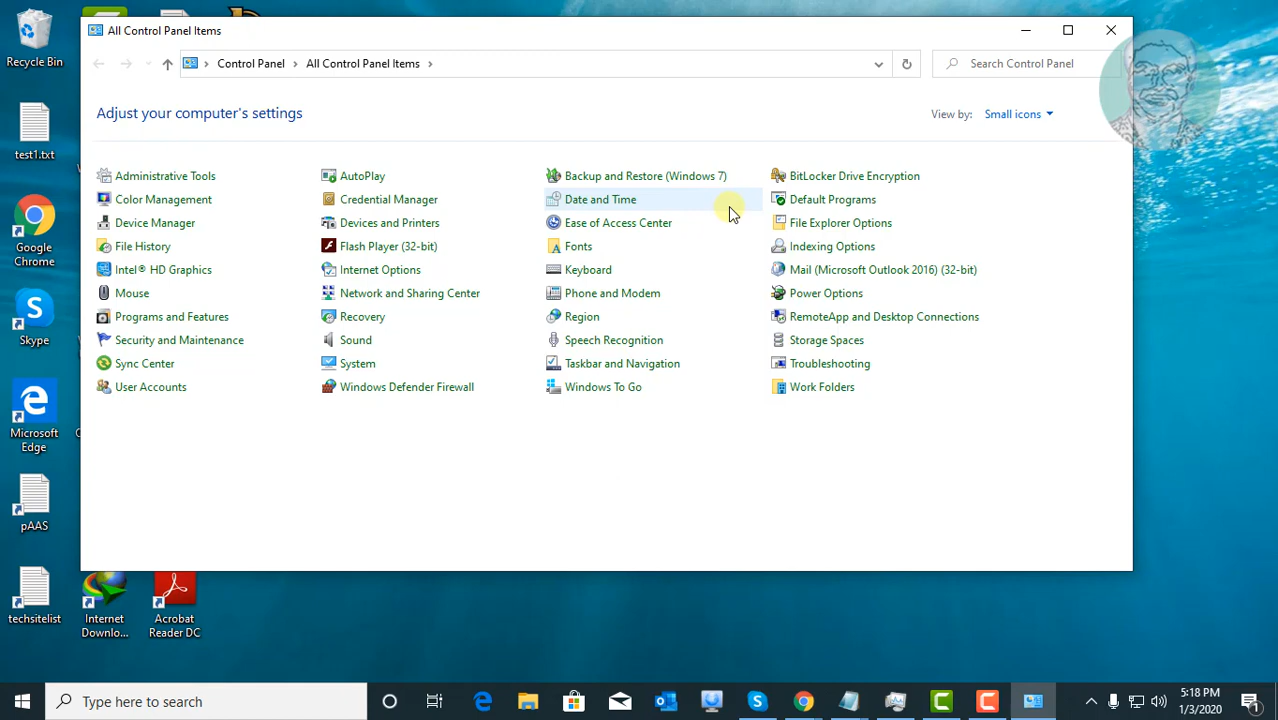 All Control Panel Items
Control Panel
All Control Panel Items
Search Control Panel
Adjust your computer's settings
View by: Small icons
Administrative Tools
AutoPlay
Backup and Restore (Windows 7)
BitLocker Drive Encryption
Color Management
Credential Manager
Date and Time
Default Programs
Device Manager
Devices and Printers
Ease of Access Center
File Explorer Options
File History
Flash Player (32-bit)
Fonts
Indexing Options
Intel® HD Graphics
Internet Options
Keyboard
Mail (Microsoft Outlook 2016) (32-bit)
Mouse
Network and Sharing Center
Phone and Modem
Power Options
Programs and Features
Recovery
Region
RemoteApp and Desktop Connections
Security and Maintenance
Sound
Speech Recognition
Storage Spaces
Sync Center
System
Taskbar and Navigation
Troubleshooting
User Accounts
Windows Defender Firewall
Windows To Go
Work Folders
Recycle Bin
test1.txt
Google
Chrome
Skype
Microsoft
Edge
pAAS
techsitelist
Internet
Downlo...
Acrobat
Reader DC
Type here to search
5:18 PM
1/3/2020
1